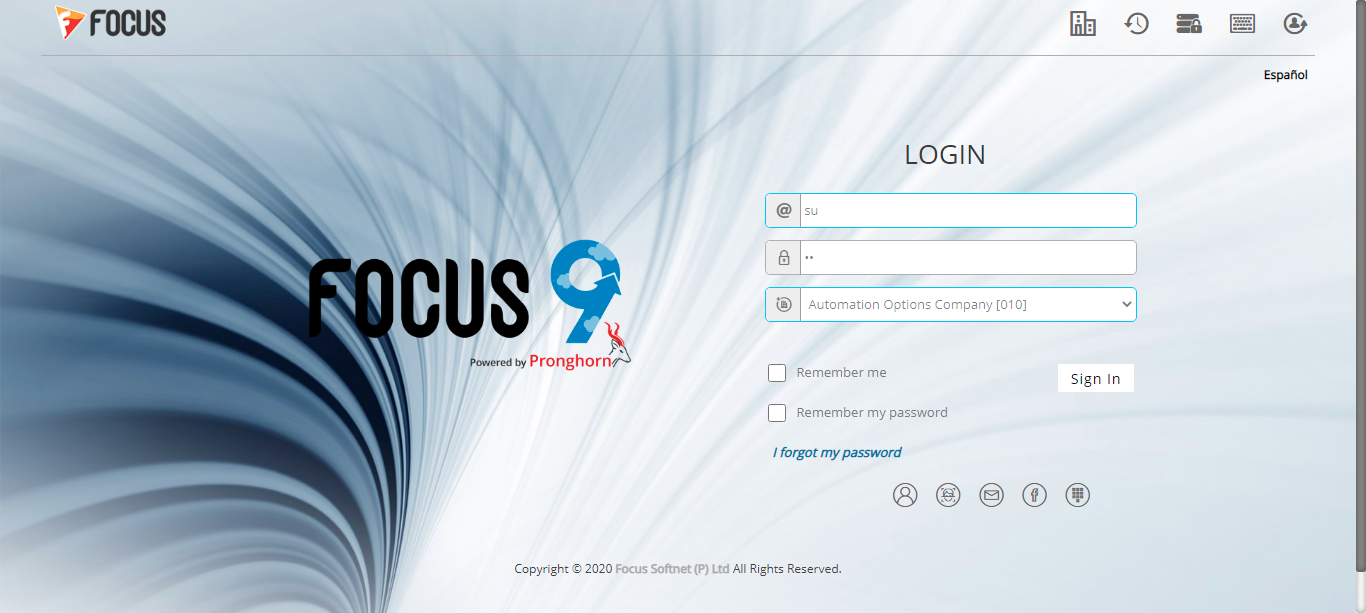 FOCUS
Español
LOGIN
@ su
••
Automation Options Company [010]
FOCUS 9
Powered by Pronghorn
Remember me
Sign In
Remember my password
I forgot my password
Copyright © 2020 Focus Softnet (P) Ltd All Rights Reserved.